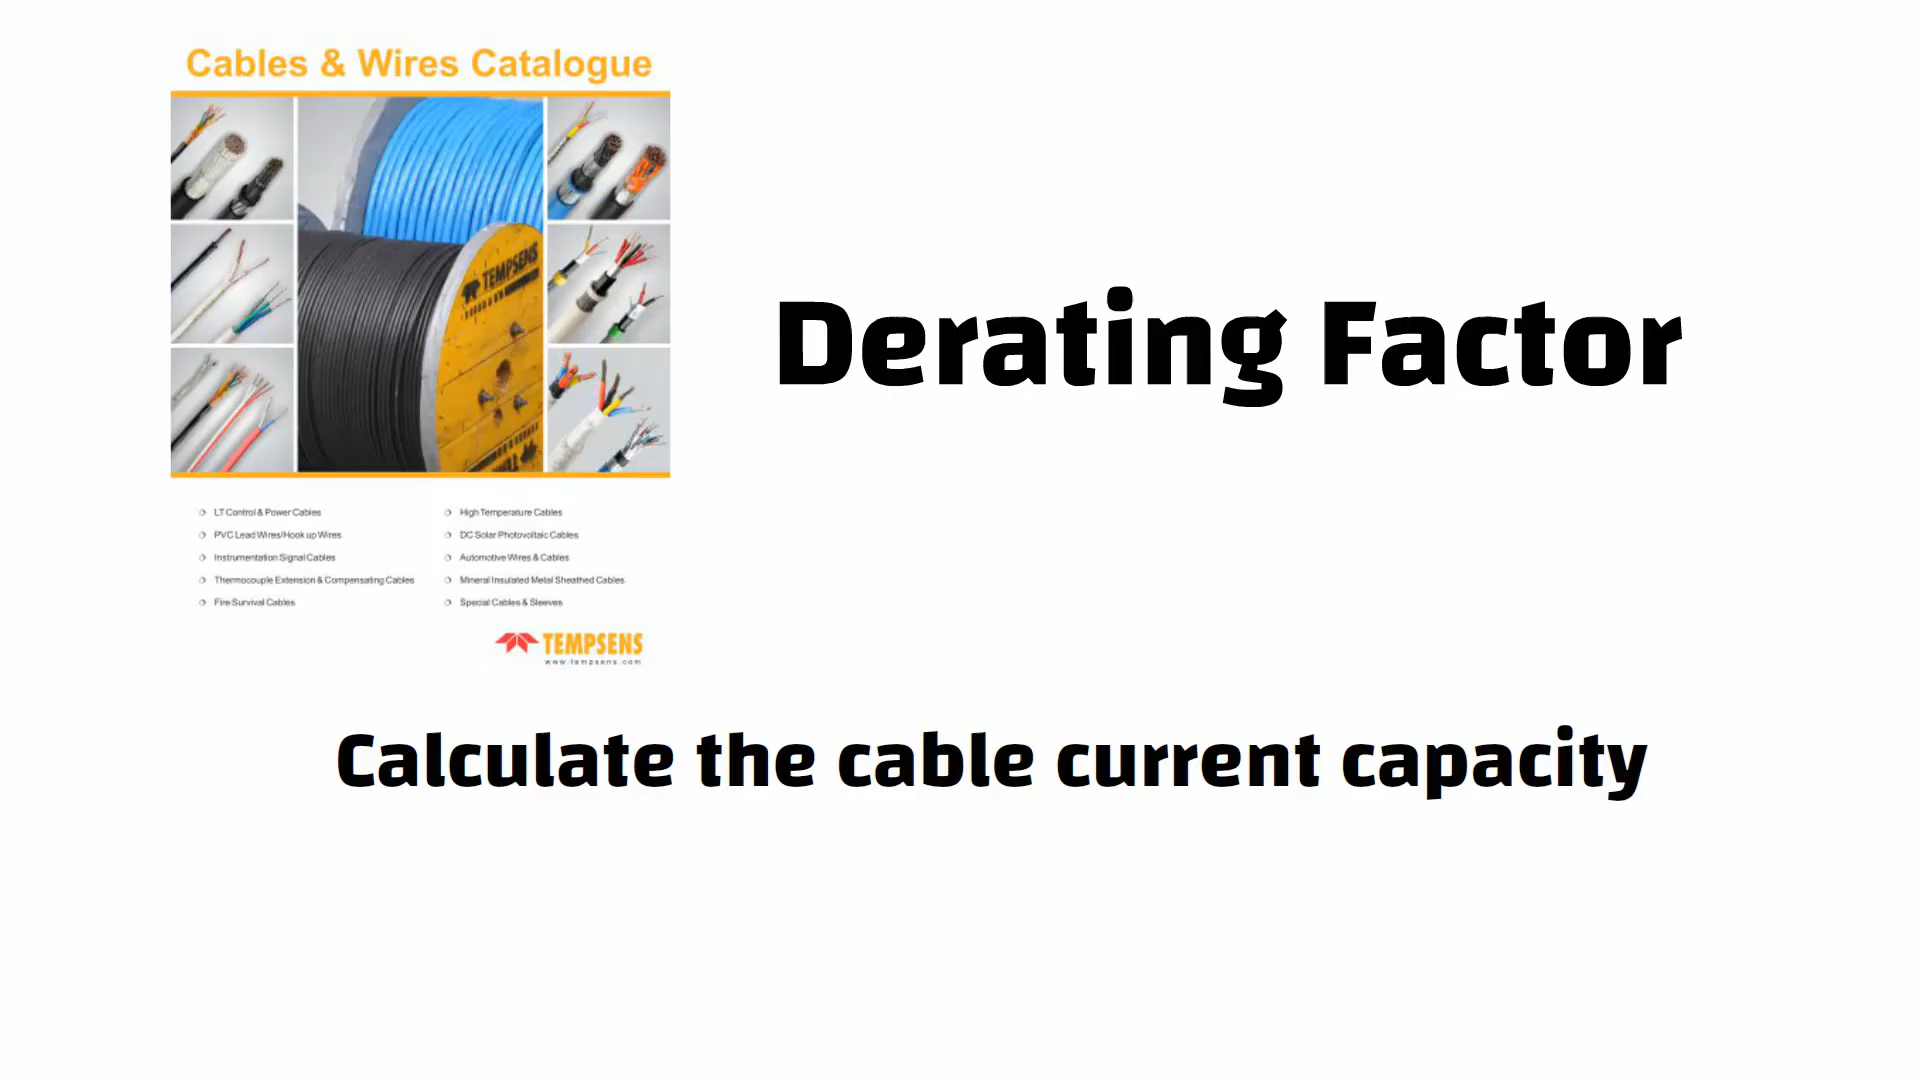 Cables & Wires Catalogue
TEMPSENS
Derating Factor
LT Control & Power Cables
PVC Lead Wires/Hook up Wires
Instrumentation Signal Cables
Thermocouple Extension & Compensating Cables
Fire Survival Cables
High Temperature Cables
DC Solar Photovoltaic Cables
Automotive Wires & Cables
Mineral Insulated Metal Sheathed Cables
Special Cables & Sleeves
TEMPSENS
www.tempsens.com
Calculate the cable current capacity